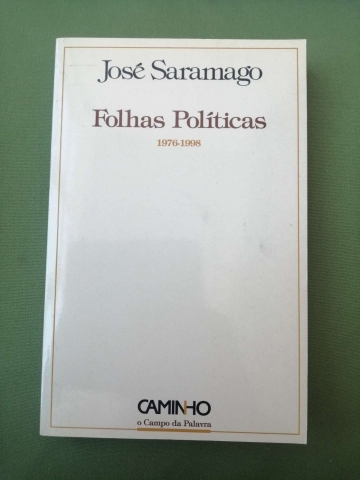 José Saramago
Folhas Políticas
1976-1998
CAMINHO
o Campo da Palavra